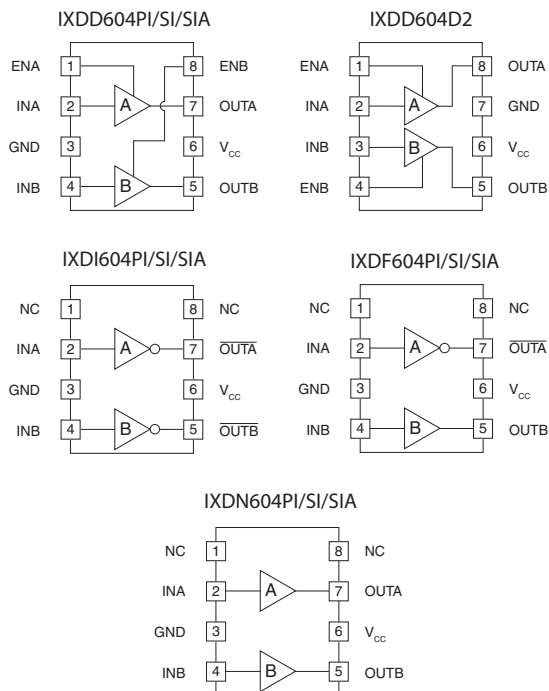 IXDD604PI/SI/SIA
ENA 1 8 ENB
INA 2 A 7 OUTA
GND 3 6 VCC
INB 4 B 5 OUTB
IXDD604D2
ENA 1 8 OUTA
INA 2 A 7 GND
INB 3 B 6 VCC
ENB 4 5 OUTB
IXDI604PI/SI/SIA
NC 1 8 NC
INA 2 A 7 OUTA
GND 3 6 VCC
INB 4 B 5 OUTB
IXDF604PI/SI/SIA
NC 1 8 NC
INA 2 A 7 OUTA
GND 3 6 VCC
INB 4 B 5 OUTB
IXDN604PI/SI/SIA
NC 1 8 NC
INA 2 A 7 OUTA
GND 3 6 VCC
INB 4 B 5 OUTB